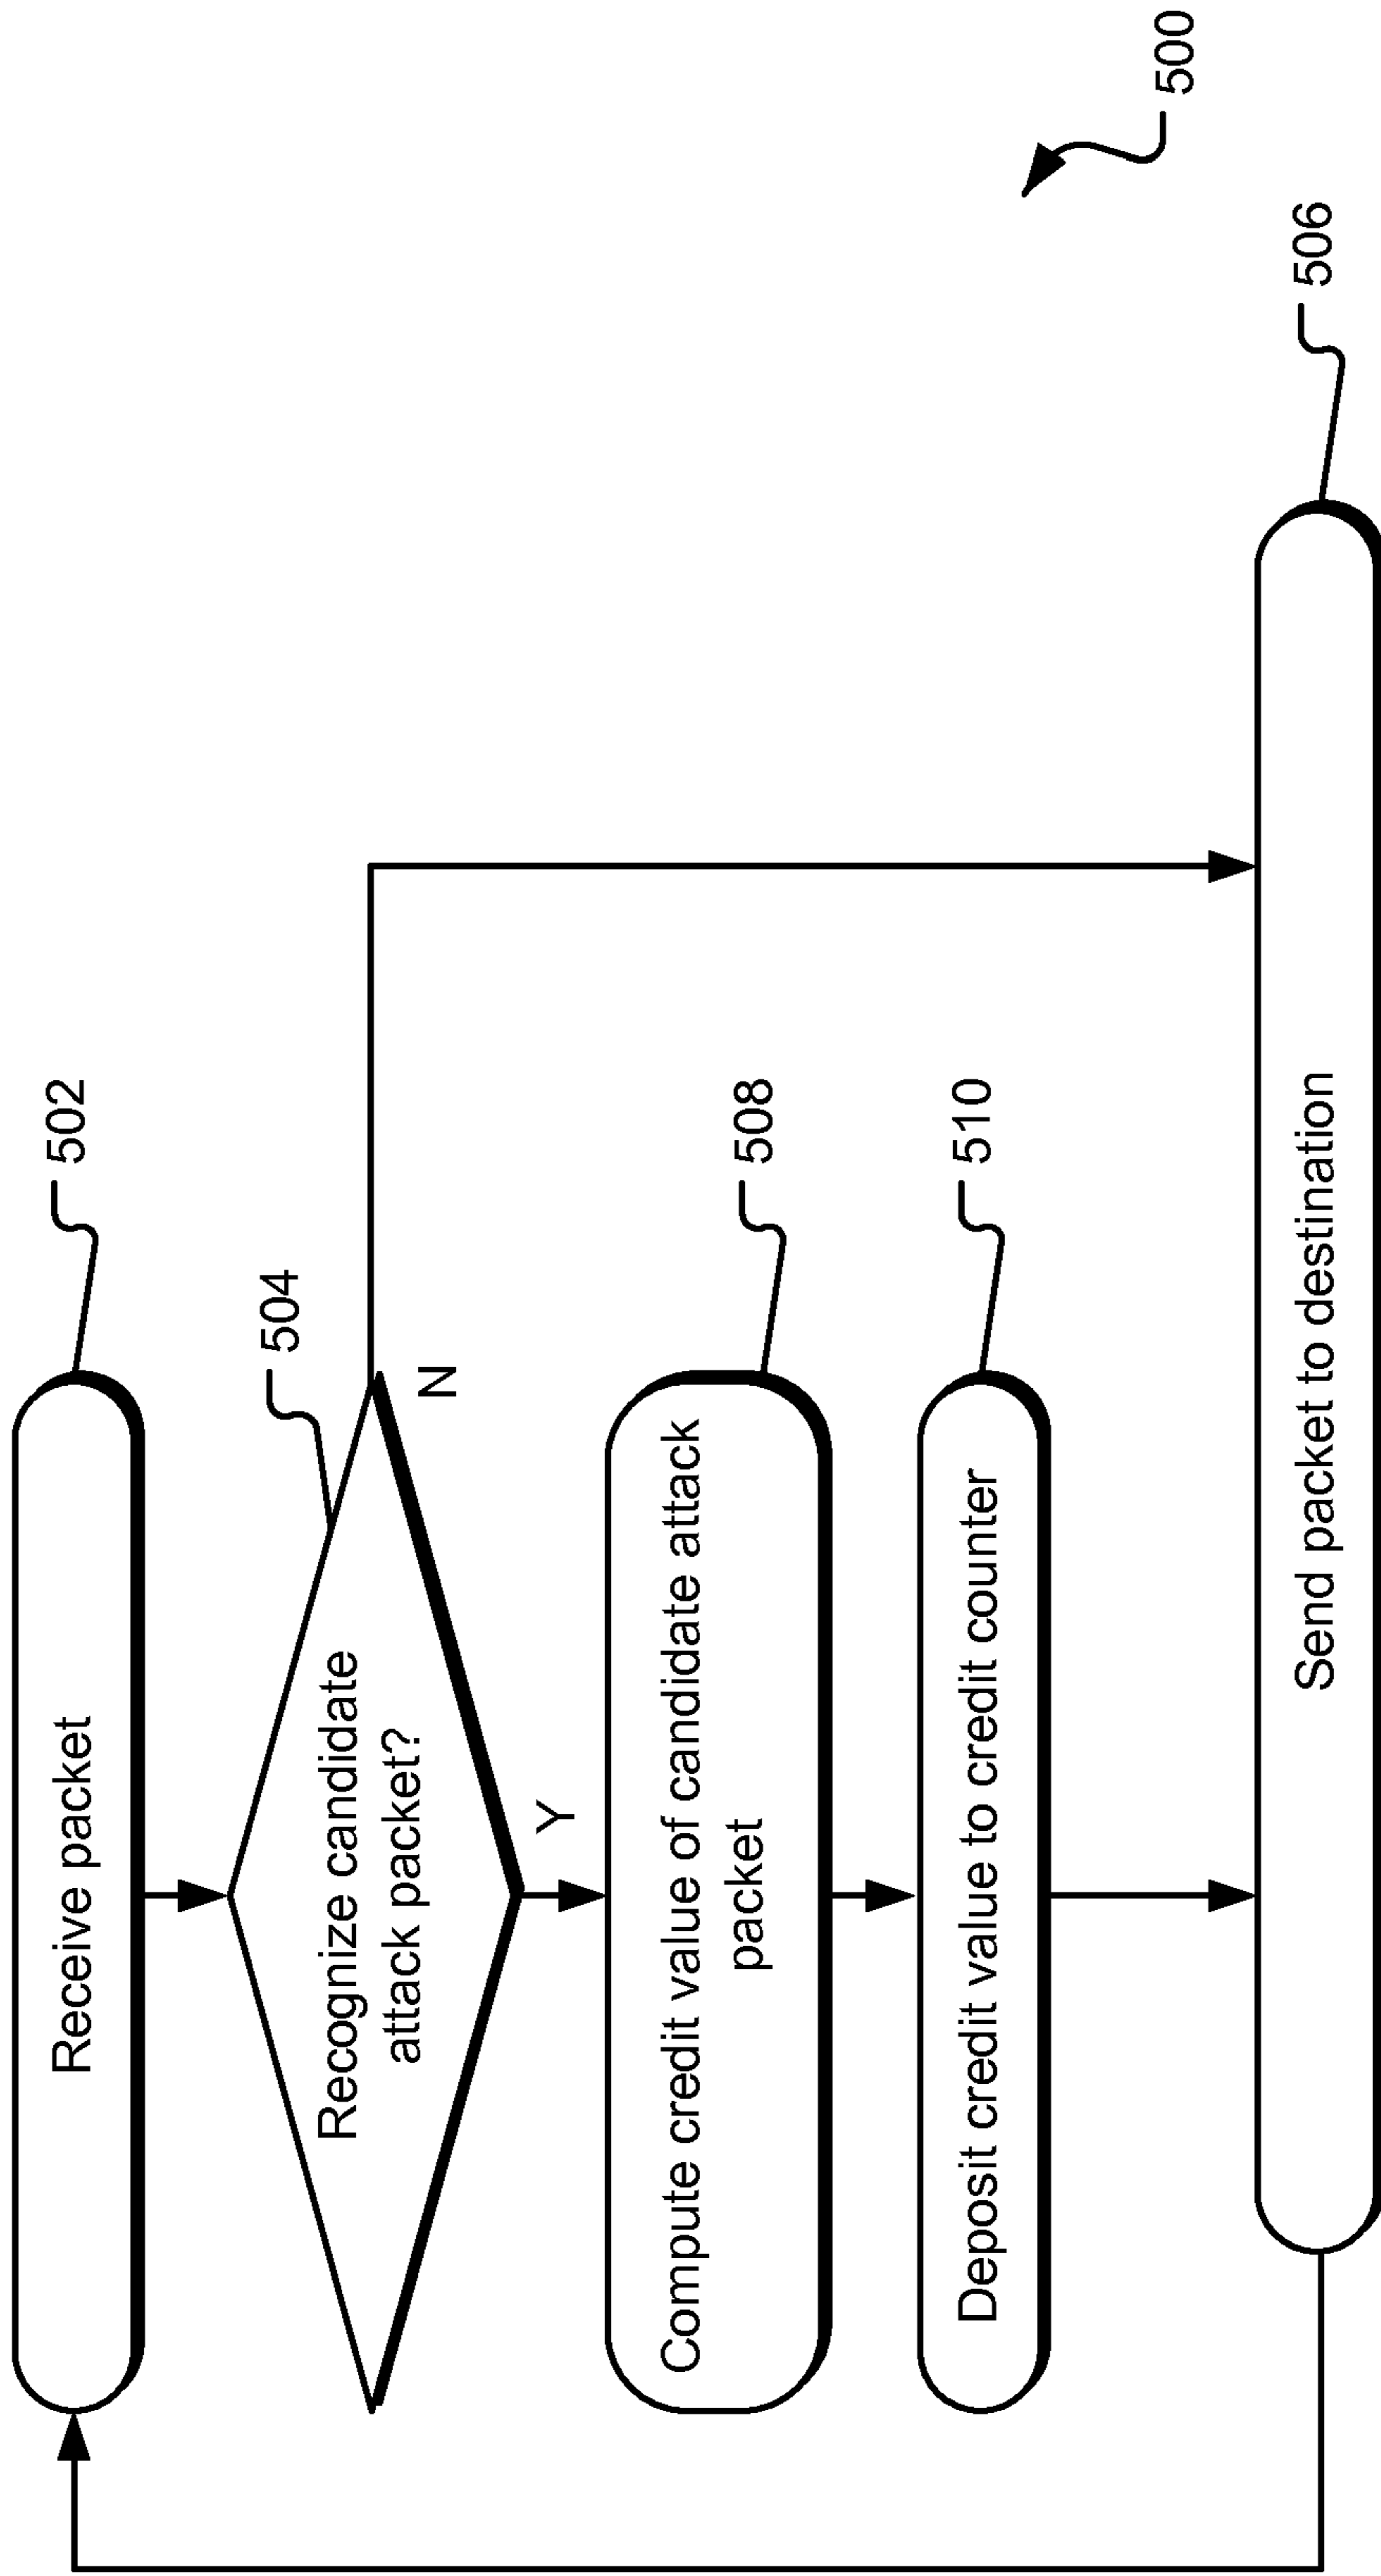 Receive packet
502
504
Recognize candidate
attack packet?
N
Y
Compute credit value of candidate attack
packet
508
Deposit credit value to credit counter
510
Send packet to destination
506
500